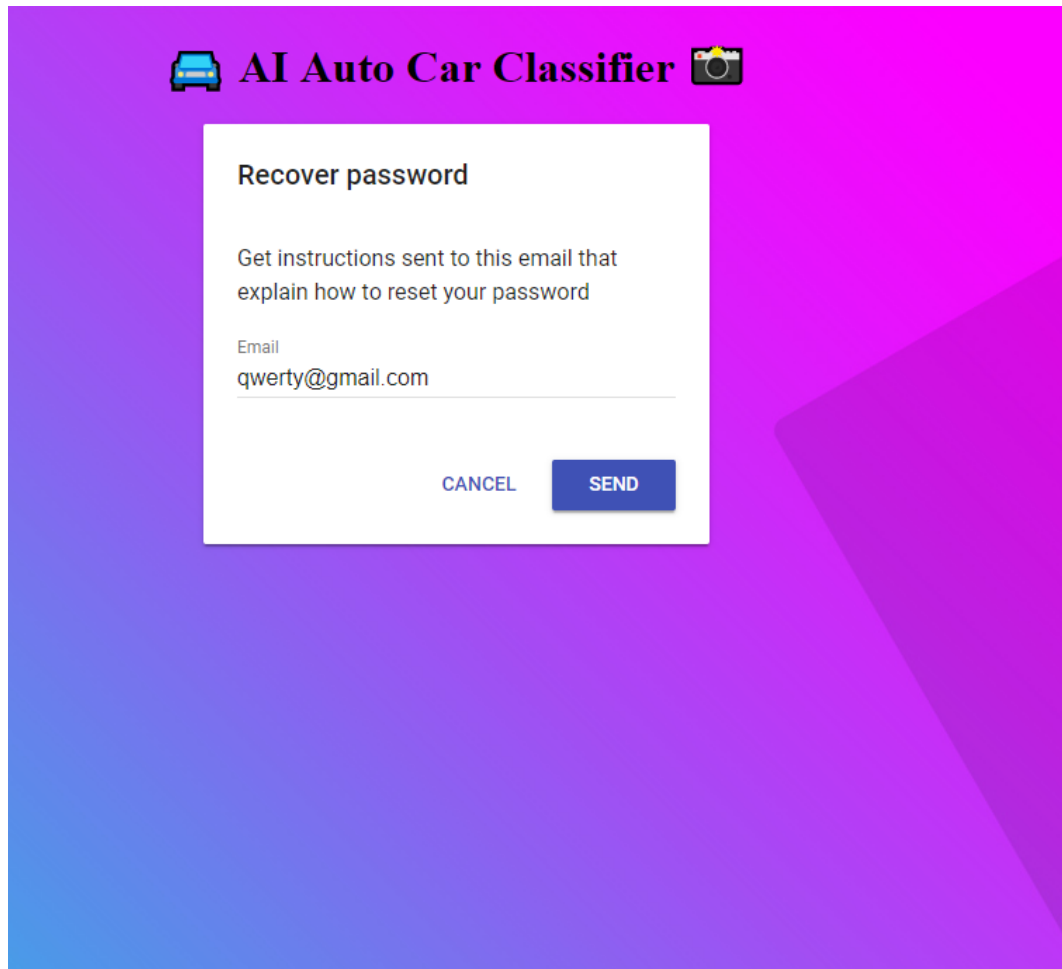 AI Auto Car Classifier
Recover password
Get instructions sent to this email that
explain how to reset your password
Email
qwerty@gmail.com
CANCEL SEND